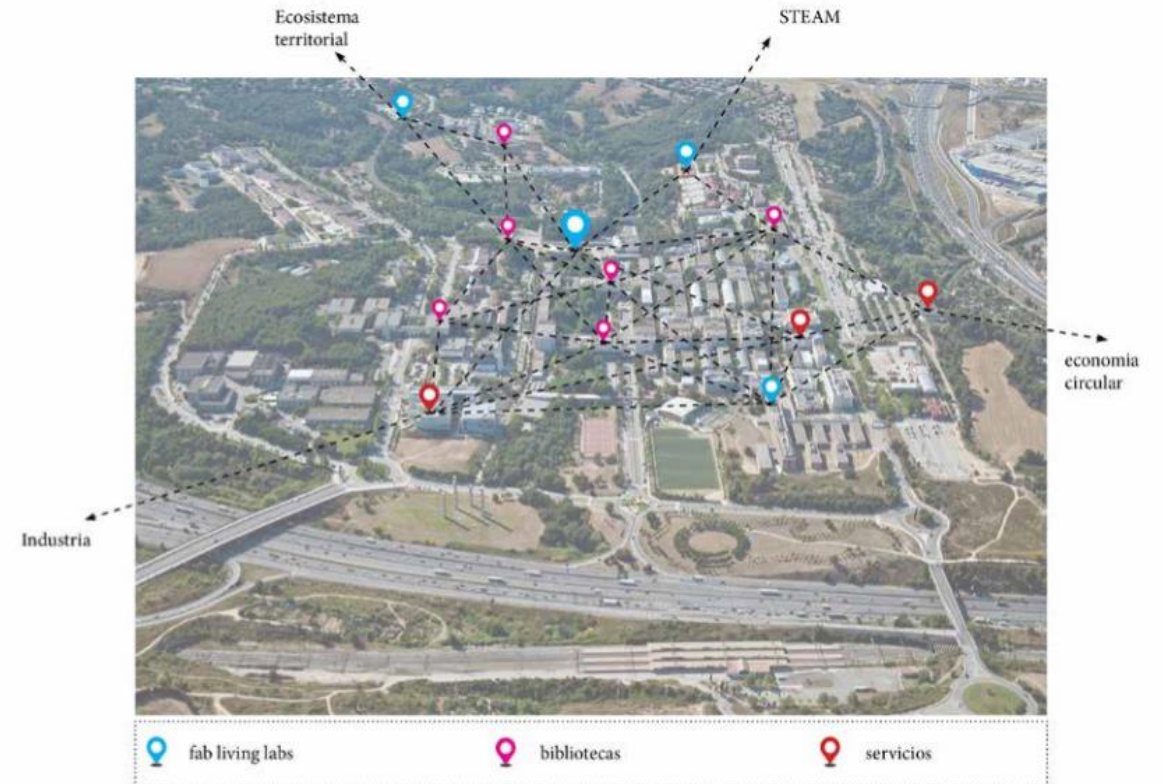 Ecosistema
territorial
STEAM
economia
circular
Industria
fab living labs
bibliotecas
servicios